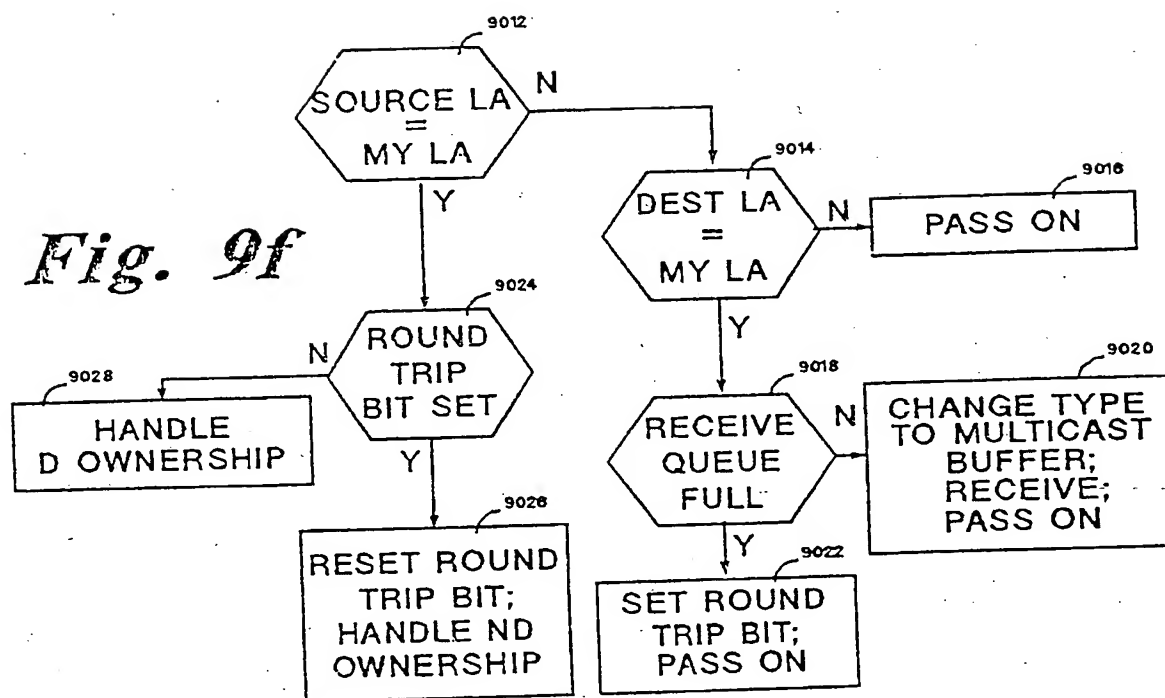 9012
SOURCE LA
=
MY LA
N
Y
9014
DEST LA
=
MY LA
N
Y
9016
PASS ON
Fig. 9f
9024
ROUND
TRIP
BIT SET
N
Y
9028
HANDLE
D OWNERSHIP
9026
RESET ROUND
TRIP BIT;
HANDLE ND
OWNERSHIP
9018
RECEIVE
QUEUE
FULL
N
Y
9020
CHANGE TYPE
TO MULTICAST
BUFFER;
RECEIVE;
PASS ON
9022
SET ROUND
TRIP BIT;
PASS ON